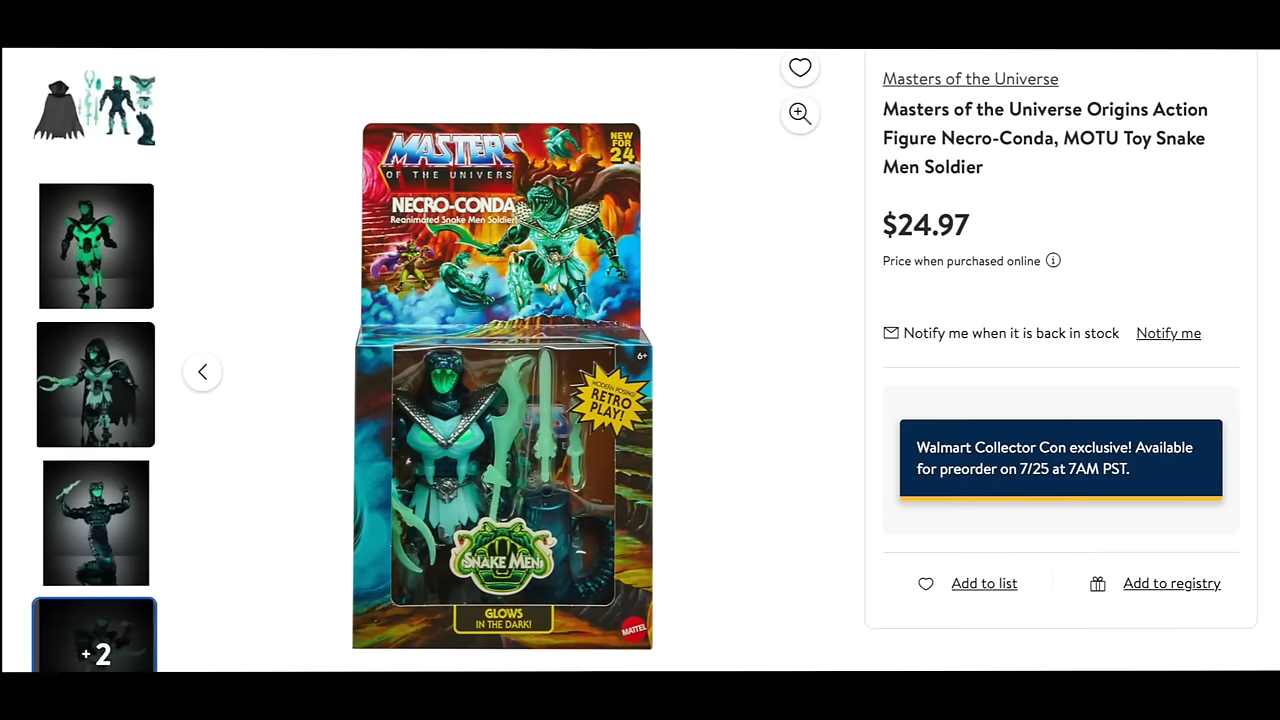 +2
MASTERS
OF THE UNIVERS
NEW
FOR
24
NECRO-CONDA
Reanimated Snake Men Soldier!
6+
MODERN POSING!
RETRO
PLAY!
SNAKE MEN
GLOWS
IN THE DARK!
MATTEL
Masters of the Universe
Masters of the Universe Origins Action
Figure Necro-Conda, MOTU Toy Snake
Men Soldier
$24.97
Price when purchased online
Notify me when it is back in stock Notify me
Walmart Collector Con exclusive! Available
for preorder on 7/25 at 7AM PST.
Add to list
Add to registry